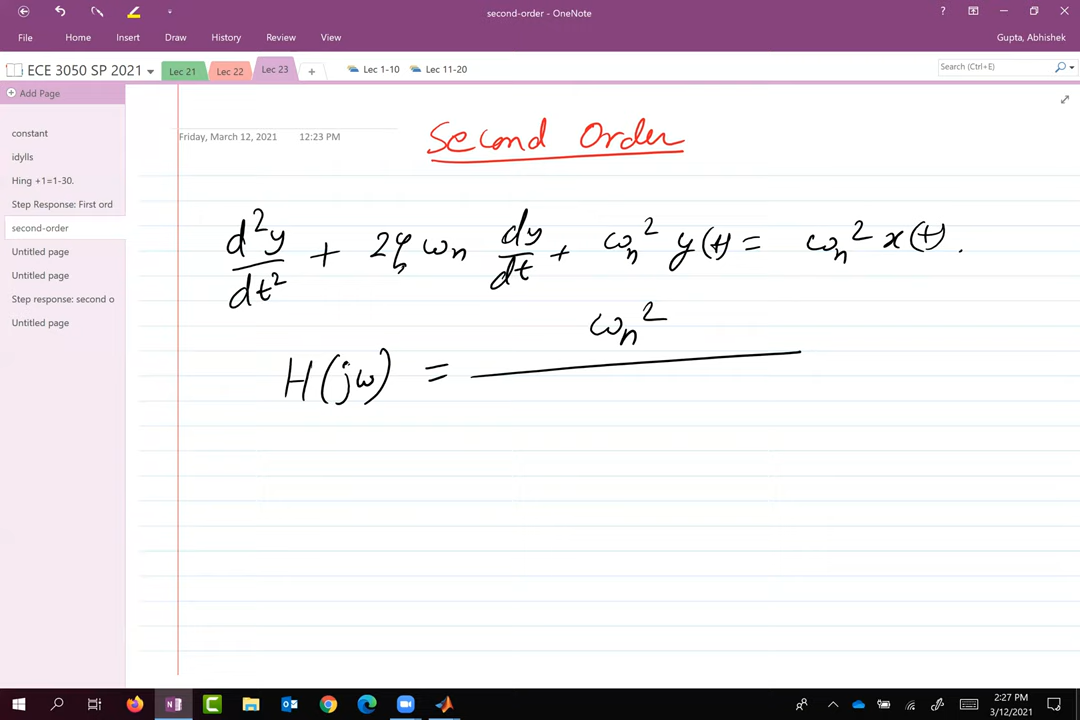 second-order - OneNote
?
File Home Insert Draw History Review View
Gupta, Abhishek
ECE 3050 SP 2021 Lec 21 Lec 22 Lec 23 + Lec 1-10 Lec 11-20
Search (Ctrl+E)
Add Page
constant
idylls
Hing +1=1-30.
Step Response: First ord
second-order
Untitled page
Untitled page
Step response: second o
Untitled page
Friday, March 12, 2021 12:23 PM
Second Order
d²y/dt² + 2ζωn dy/dt + ωn² y(t) = ωn² x(t).
ωn²
H(jω) =
2:27 PM
3/12/2021